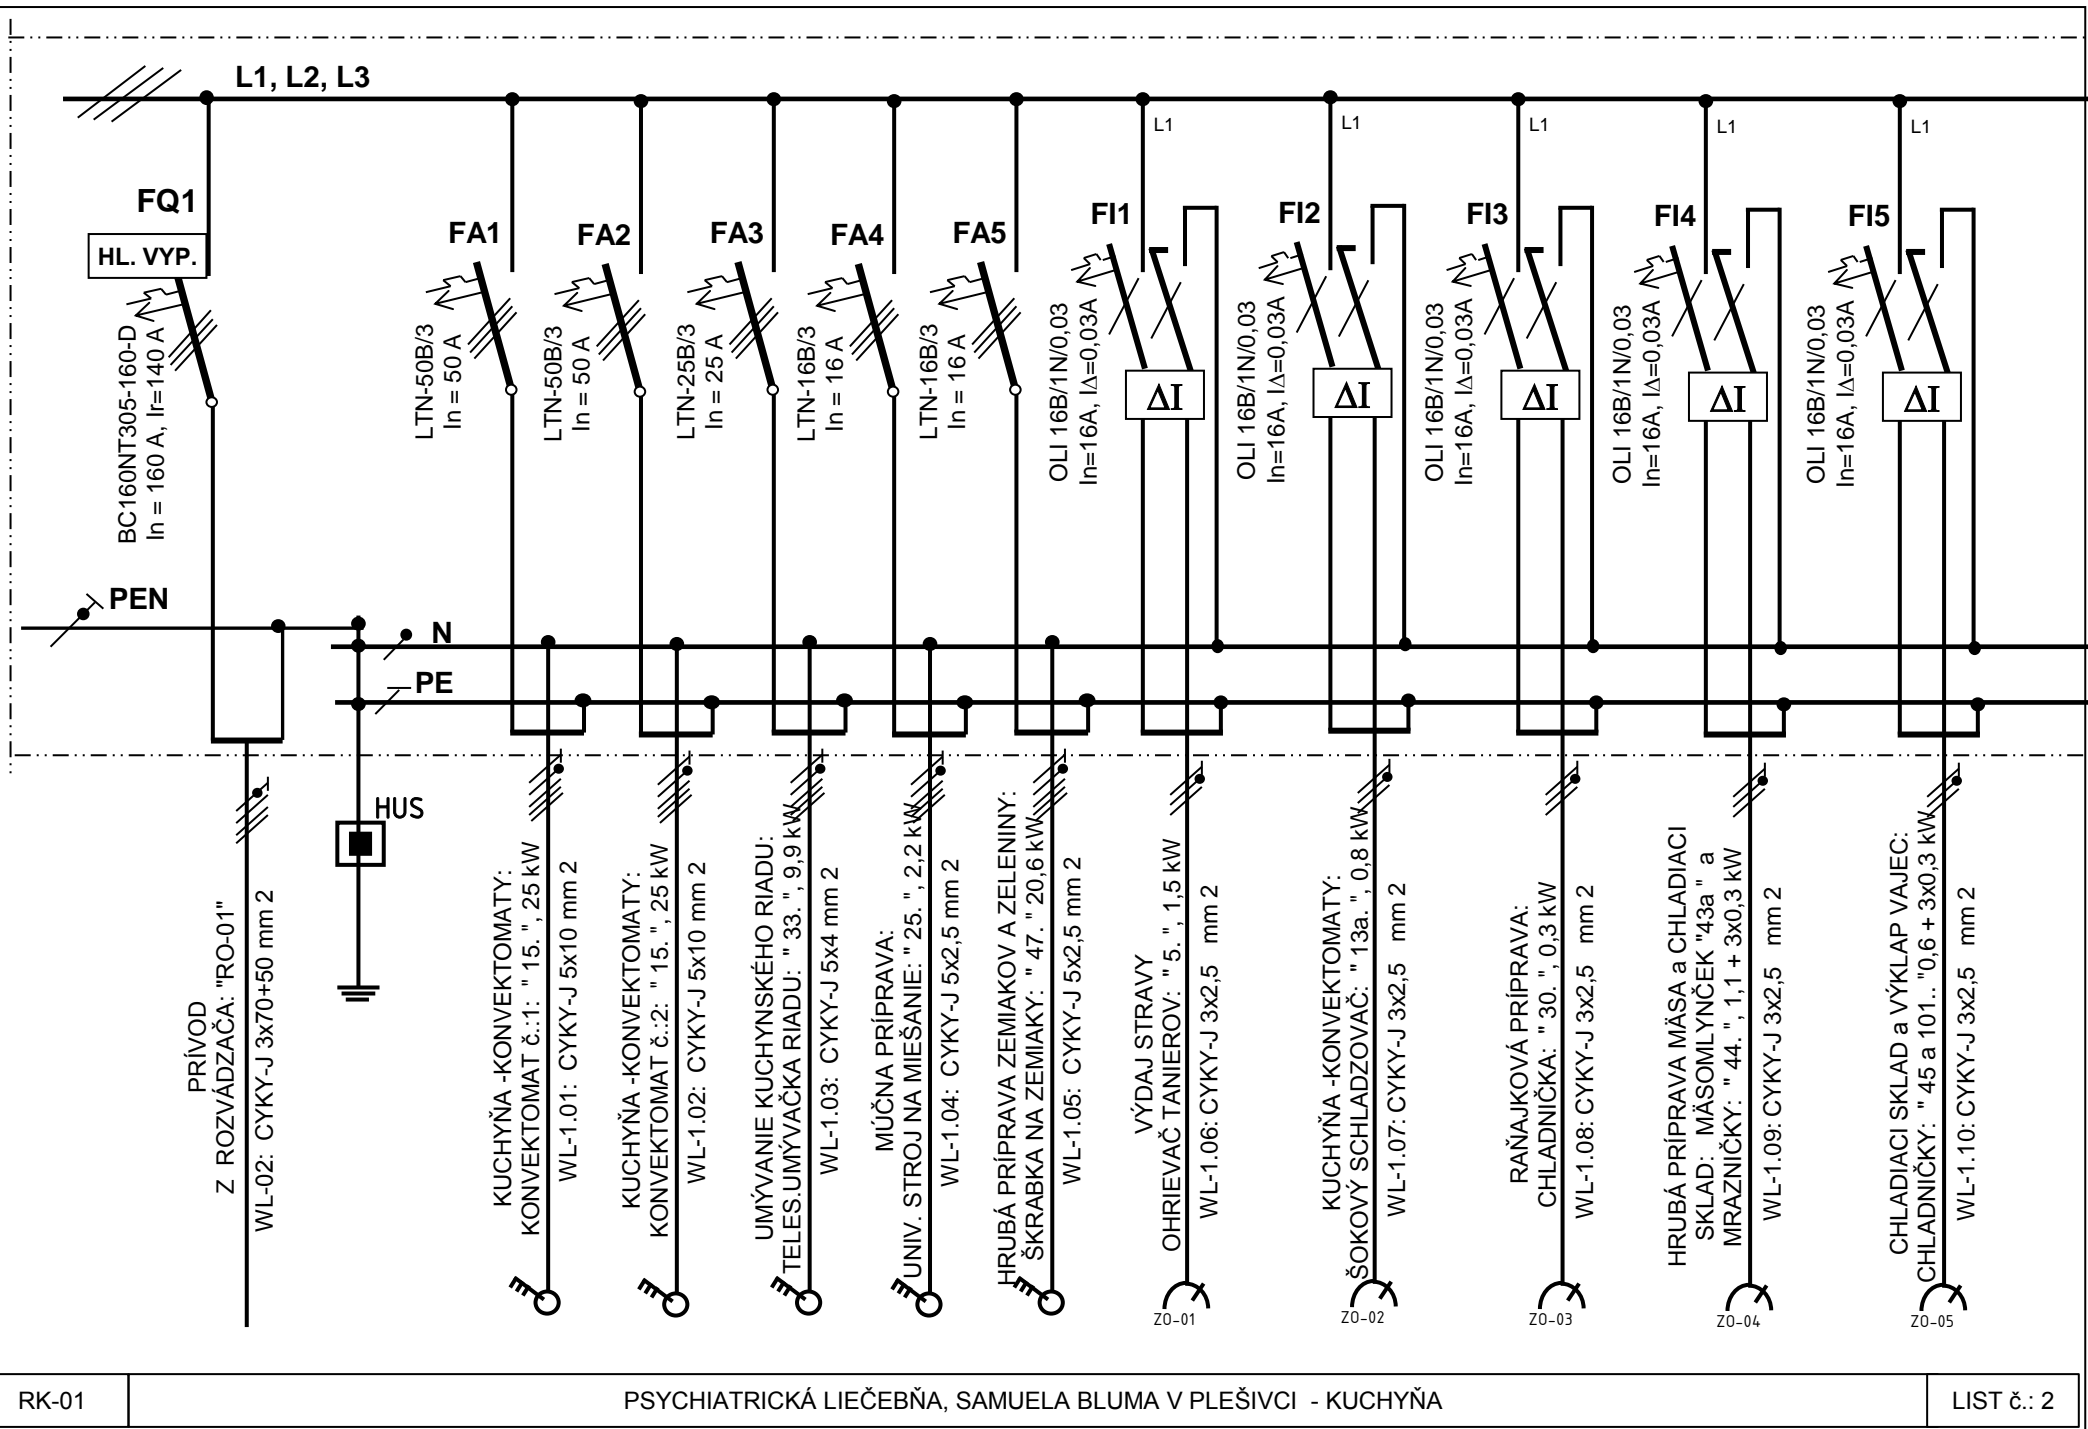 L1, L2, L3
FQ1
HL. VYP.
BC160NT305-160-D
In = 160 A, Ir=140 A
FA1
LTN-50B/3
In = 50 A
FA2
LTN-50B/3
In = 50 A
FA3
LTN-25B/3
In = 25 A
FA4
LTN-16B/3
In = 16 A
FA5
LTN-16B/3
In = 16 A
L1
FI1
OLI 16B/1N/0,03
In=16A, I∆=0,03A
∆I
L1
FI2
OLI 16B/1N/0,03
In=16A, I∆=0,03A
∆I
L1
FI3
OLI 16B/1N/0,03
In=16A, I∆=0,03A
∆I
L1
FI4
OLI 16B/1N/0,03
In=16A, I∆=0,03A
∆I
L1
FI5
OLI 16B/1N/0,03
In=16A, I∆=0,03A
∆I
PEN
N
PE
HUS
PRÍVOD
Z ROZVÁDZAČA: "RO-01"
WL-02: CYKY-J 3x70+50 mm 2
KUCHYŇA -KONVEKTOMATY:
KONVEKTOMAT č.:1: " 15. ", 25 kW
WL-1.01: CYKY-J 5x10 mm 2
KUCHYŇA -KONVEKTOMATY:
KONVEKTOMAT č.:2: " 15. ", 25 kW
WL-1.02: CYKY-J 5x10 mm 2
UMÝVANIE KUCHYNSKÉHO RIADU:
TELES.UMÝVAČKA RIADU: " 33. ", 9,9 kW
WL-1.03: CYKY-J 5x4 mm 2
MÚČNA PRÍPRAVA:
UNIV. STROJ NA MIEŠANIE: " 25. ", 2,2 kW
WL-1.04: CYKY-J 5x2,5 mm 2
HRUBÁ PRÍPRAVA ZEMIAKOV A ZELENINY:
ŠKRABKA NA ZEMIAKY: " 47. " 20,6 kW
WL-1.05: CYKY-J 5x2,5 mm 2
VÝDAJ STRAVY
OHRIEVAČ TANIEROV: " 5. ", 1,5 kW
WL-1.06: CYKY-J 3x2,5 mm 2
ZO-01
KUCHYŇA -KONVEKTOMATY:
ŠOKOVÝ SCHLADZOVAČ: " 13a. ", 0,8 kW
WL-1.07: CYKY-J 3x2,5 mm 2
ZO-02
RAŇAJKOVÁ PRÍPRAVA:
CHLADNIČKA: " 30. ", 0,3 kW
WL-1.08: CYKY-J 3x2,5 mm 2
ZO-03
HRUBÁ PRÍPRAVA MÄSA a CHLADIACI
SKLAD: MÄSOMLYNČEK "43a " a
MRAZNIČKY: " 44. ", 1,1 + 3x0,3 kW
WL-1.09: CYKY-J 3x2,5 mm 2
ZO-04
CHLADIACI SKLAD a VÝKLAP VAJEC:
CHLADNIČKY: " 45 a 101.. "0,6 + 3x0,3 kW
WL-1.10: CYKY-J 3x2,5 mm 2
ZO-05
RK-01
PSYCHIATRICKÁ LIEČEBŇA, SAMUELA BLUMA V PLEŠIVCI - KUCHYŇA
LIST č.: 2